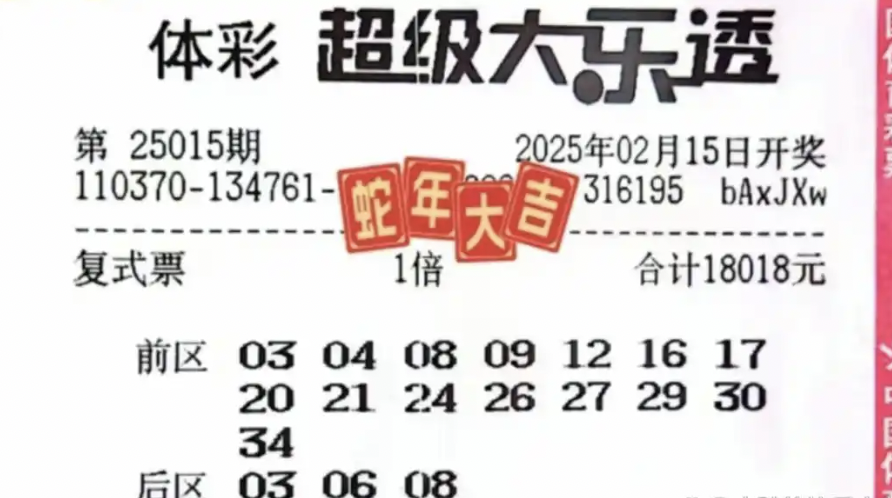 体彩 超级大乐透
第 25015期 2025年02月15日开奖
110370-134761- 316195 bAxJXw
蛇年大吉
复式票 1倍 合计18018元
前区 03 04 08 09 12 16 17
20 21 24 26 27 29 30
34
后区 03 06 08